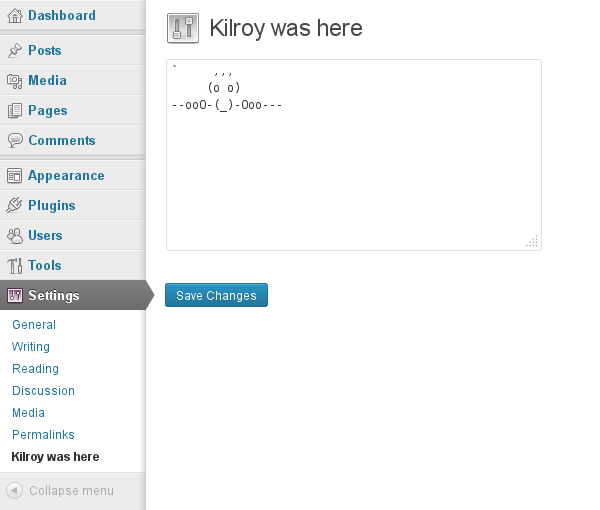 Dashboard
Posts
Media
Pages
Comments
Appearance
Plugins
Users
Tools
Settings
General
Writing
Reading
Discussion
Media
Permalinks
Kilroy was here
Collapse menu
Kilroy was here
`     ,,,
     (o o)
--ooO-(_)-Ooo---
Save Changes